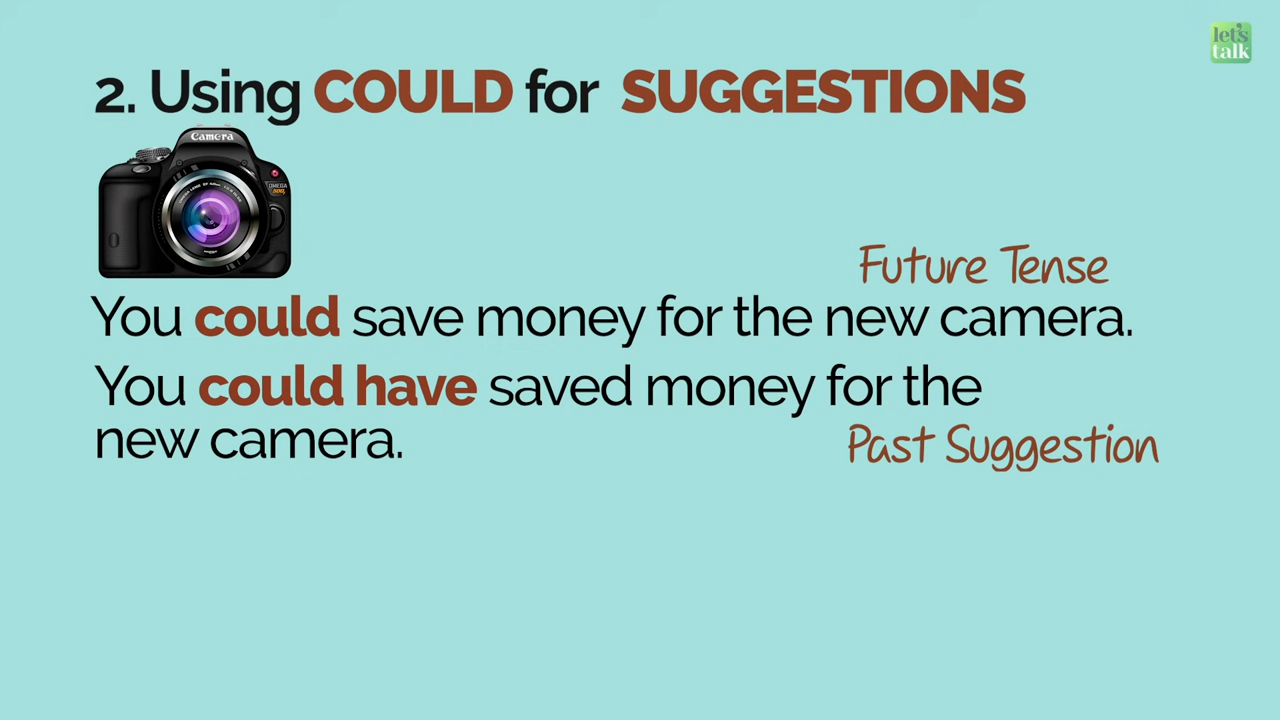 let's
talk
2. Using COULD for SUGGESTIONS
Camera
OMEGA
Future Tense
You could save money for the new camera.
You could have saved money for the
new camera.
Past Suggestion